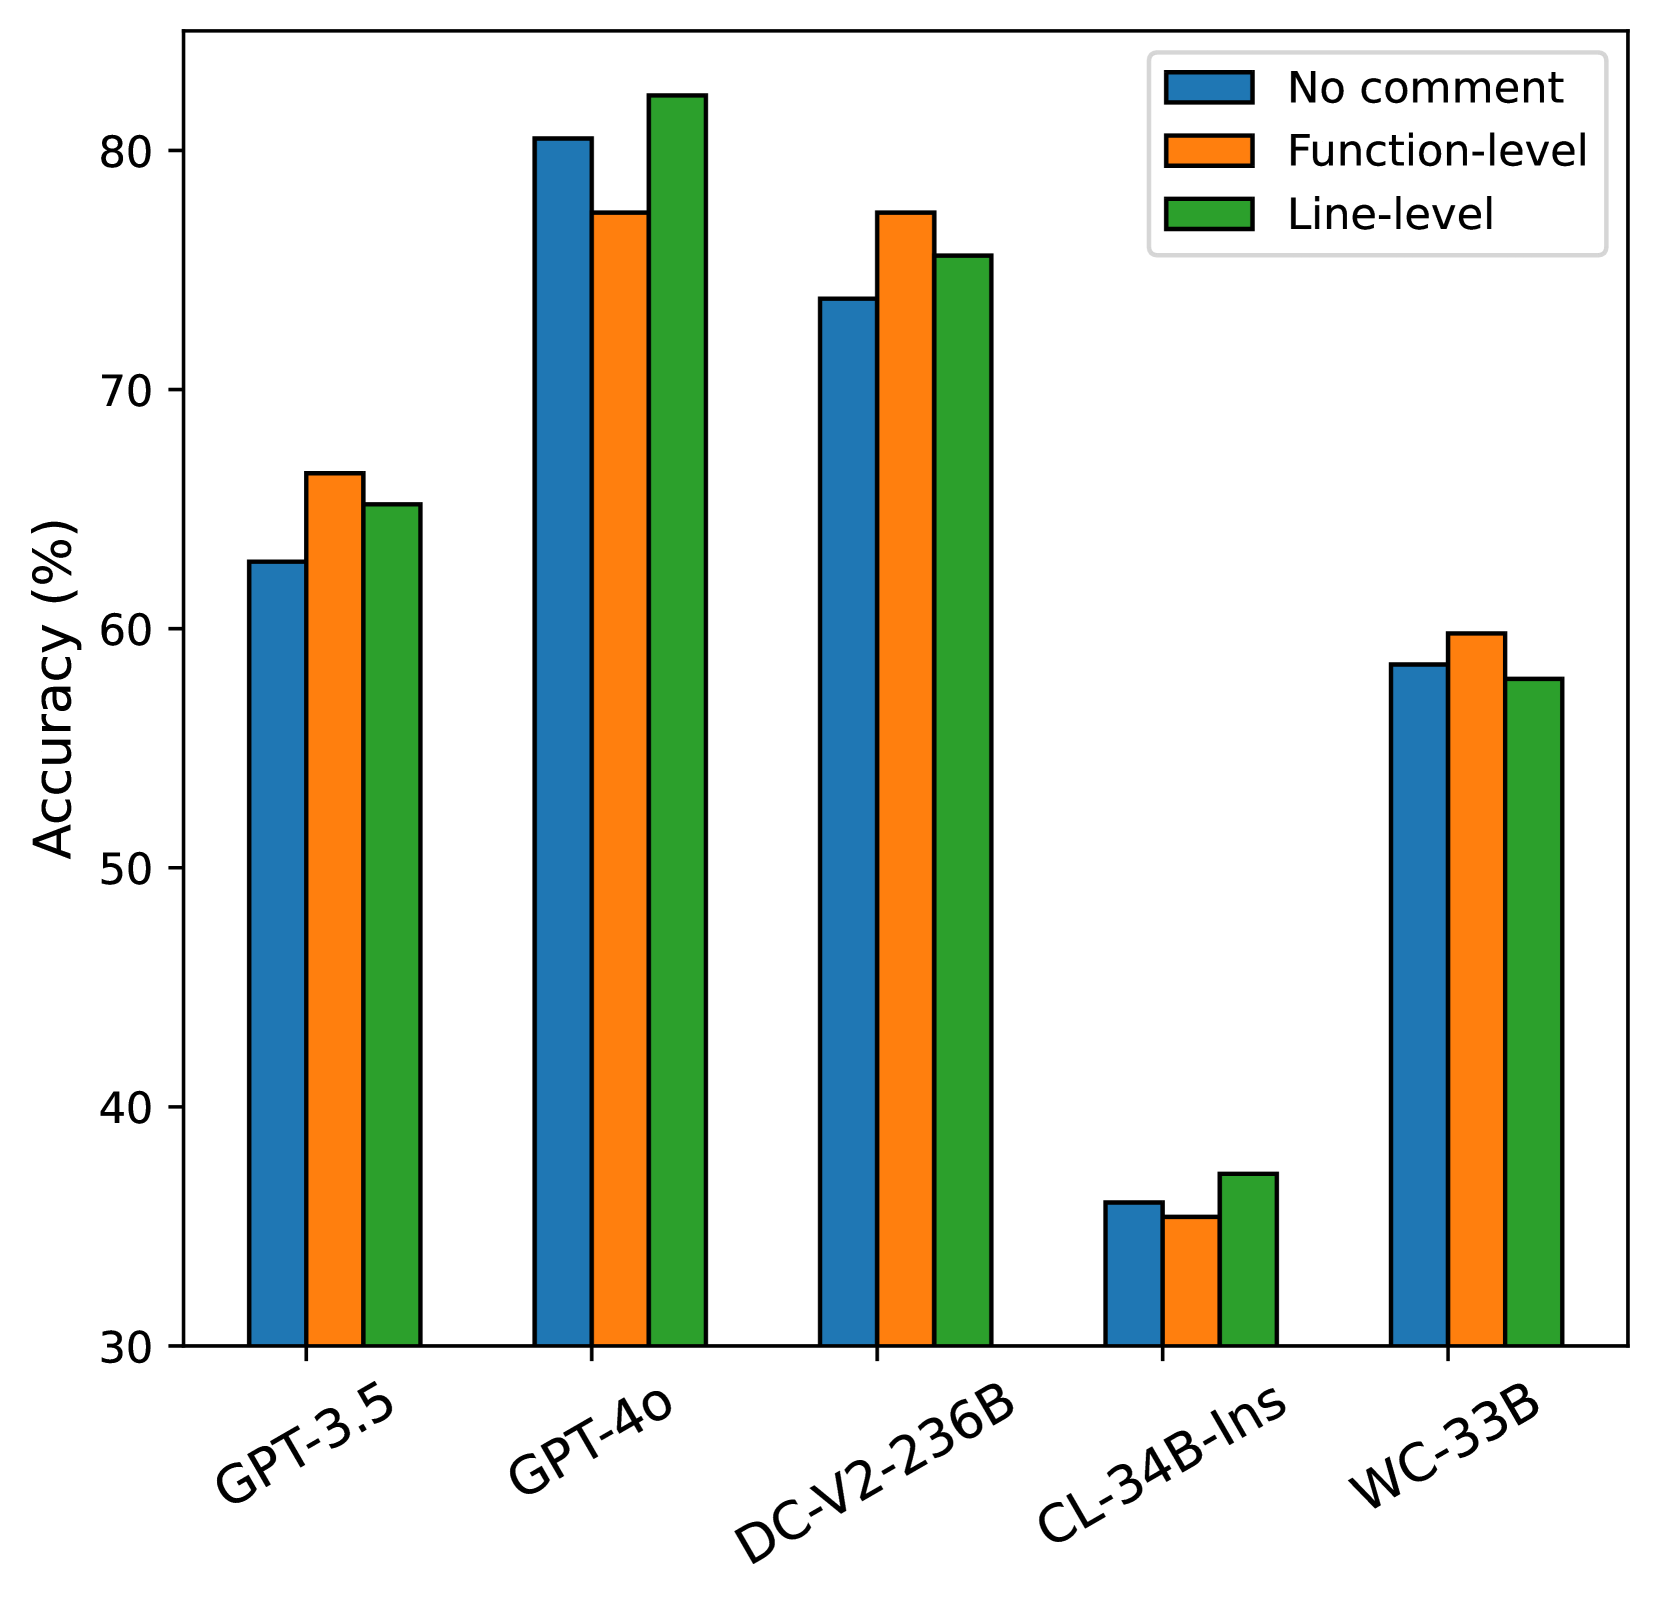 No comment
Function-level
Line-level
Accuracy (%)
80
70
60
50
40
30
GPT-3.5
GPT-4o
DC-V2-236B
CL-34B-Ins
WC-33B